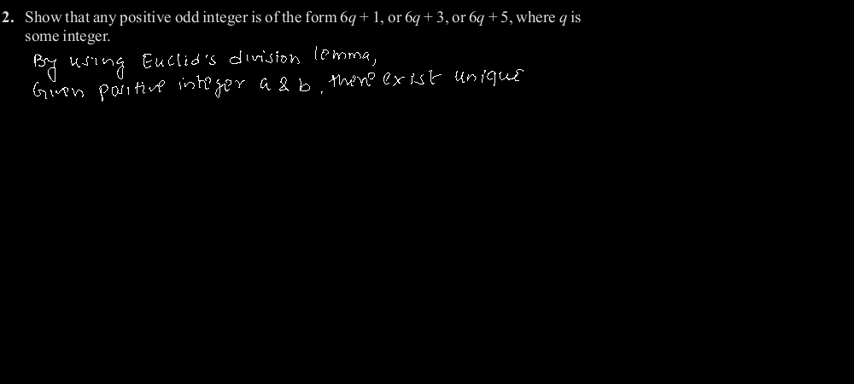 2. Show that any positive odd integer is of the form 6q + 1, or 6q + 3, or 6q + 5, where q is
some integer.
By using Euclid's division lemma,
Given positive integer a & b, there exist unique